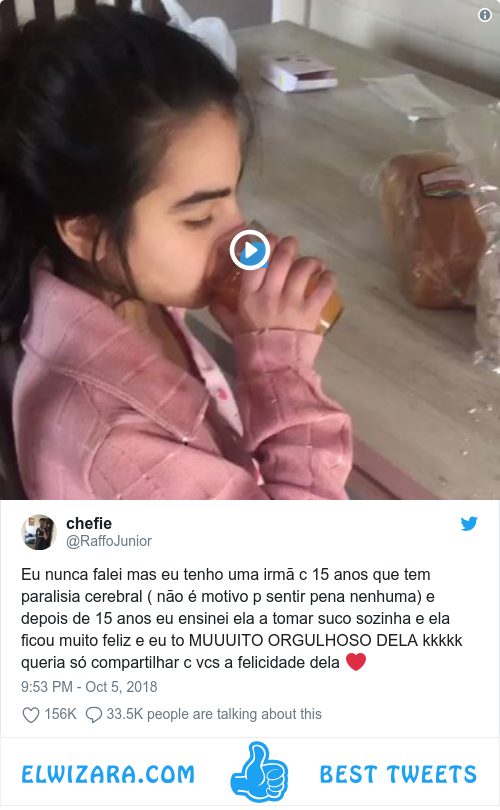 chefie
@RaffoJunior
Eu nunca falei mas eu tenho uma irmã c 15 anos que tem
paralisia cerebral ( não é motivo p sentir pena nenhuma) e
depois de 15 anos eu ensinei ela a tomar suco sozinha e ela
ficou muito feliz e eu to MUUUITO ORGULHOSO DELA kkkkk
queria só compartilhar c vcs a felicidade dela ❤️
9:53 PM - Oct 5, 2018
156K 33.5K people are talking about this
ELWIZARA.COM BEST TWEETS